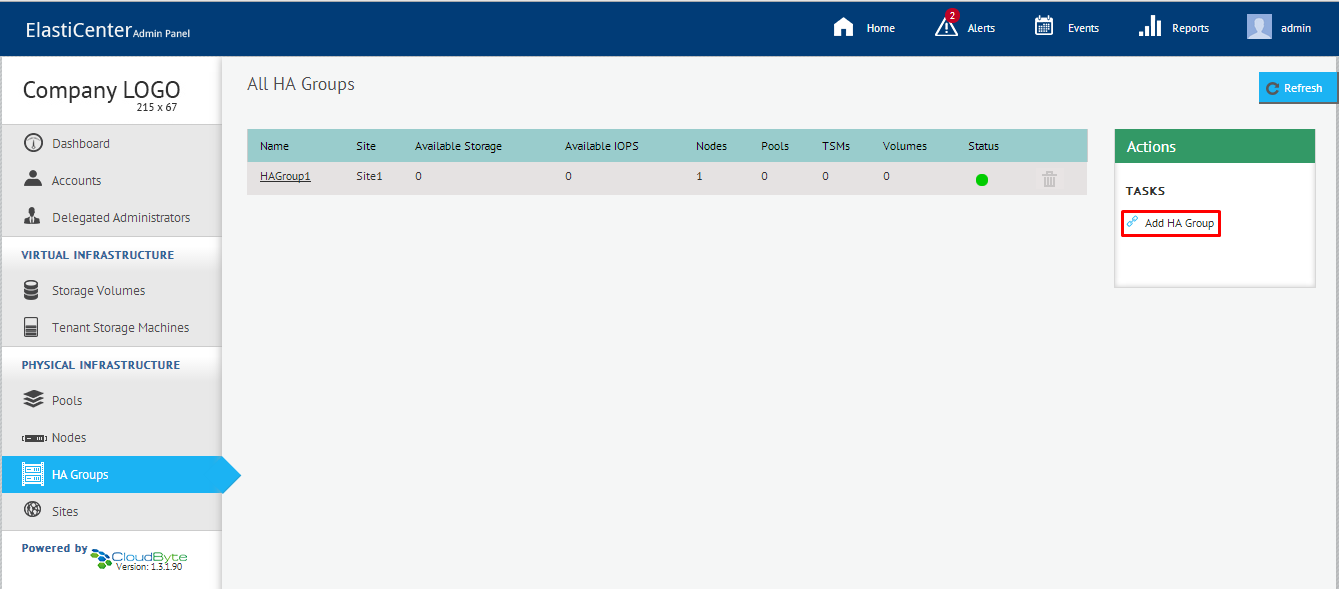 ElastiCenter Admin Panel
Home
2
Alerts
Events
Reports
admin
Company LOGO
215 x 67
Dashboard
Accounts
Delegated Administrators
VIRTUAL INFRASTRUCTURE
Storage Volumes
Tenant Storage Machines
PHYSICAL INFRASTRUCTURE
Pools
Nodes
HA Groups
Sites
Powered by CloudByte
Version: 1.3.1.90
All HA Groups
Refresh
Name Site Available Storage Available IOPS Nodes Pools TSMs Volumes Status
HAGroup1 Site1 0 0 1 0 0 0
Actions
TASKS
Add HA Group